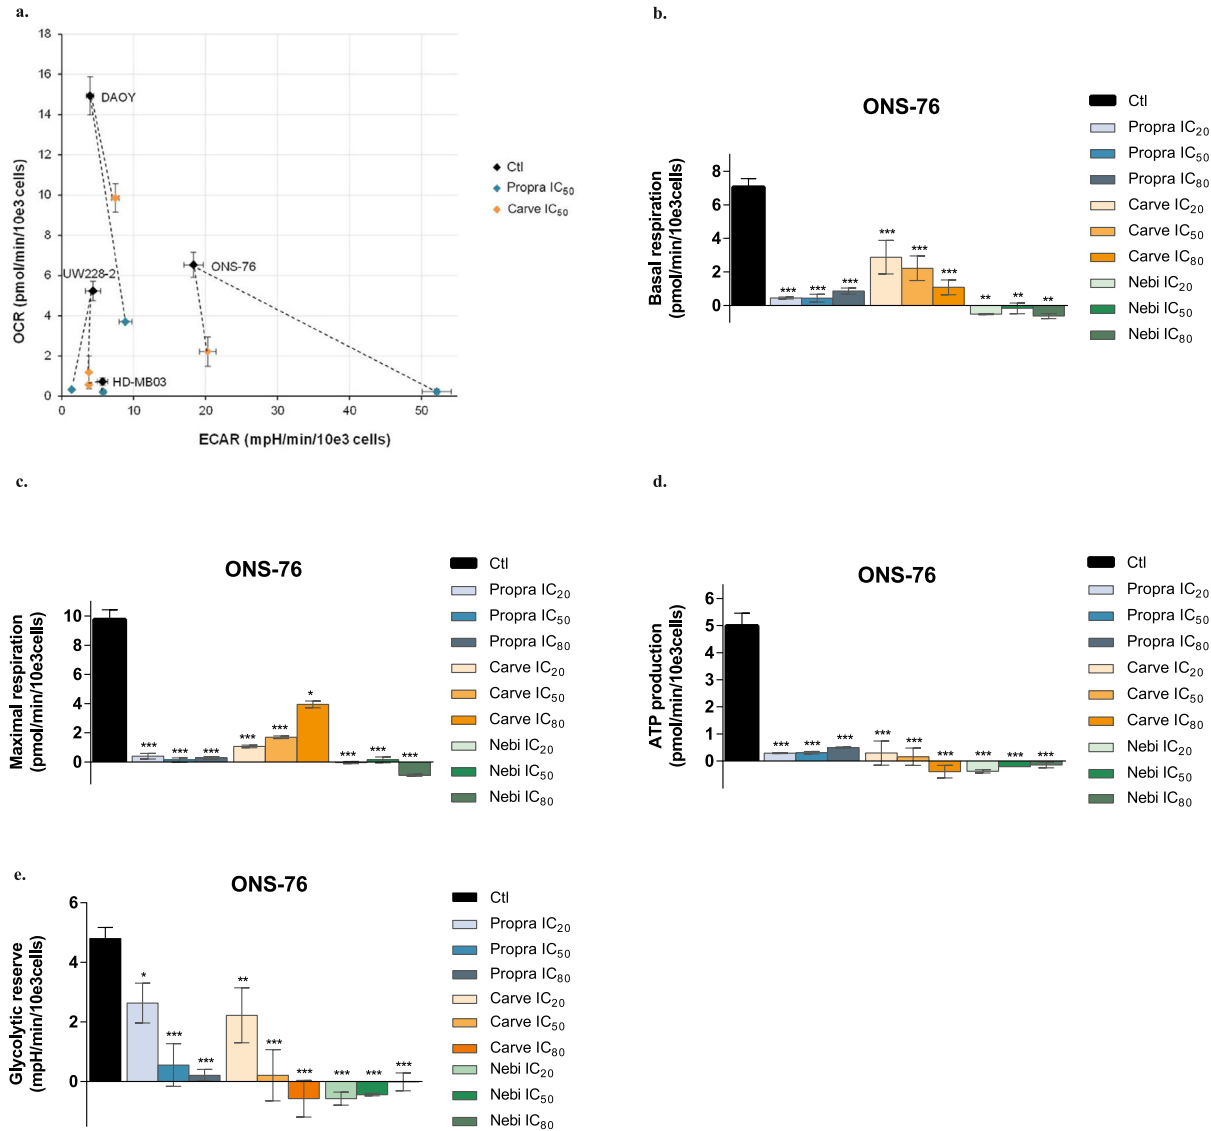 a.
18
16
14
12
10
8
6
4
2
0
0 10 20 30 40 50
OCR (pmol/min/10e3 cells)
ECAR (mpH/min/10e3 cells)
DAOY
UW228-2
HD-MB03
ONS-76
Ctl
Propra IC50
Carve IC50
b.
ONS-76
Basal respiration
(pmol/min/10e3cells)
8
6
4
2
0
*** *** *** *** *** *** ** ** **
Ctl
Propra IC20
Propra IC50
Propra IC80
Carve IC20
Carve IC50
Carve IC80
Nebi IC20
Nebi IC50
Nebi IC80
c.
ONS-76
Maximal respiration
(pmol/min/10e3cells)
10
8
6
4
2
0
*** *** *** *** *** * *** *** ***
Ctl
Propra IC20
Propra IC50
Propra IC80
Carve IC20
Carve IC50
Carve IC80
Nebi IC20
Nebi IC50
Nebi IC80
d.
ONS-76
ATP production
(pmol/min/10e3cells)
6
5
4
3
2
1
0
*** *** *** *** *** *** *** *** ***
Ctl
Propra IC20
Propra IC50
Propra IC80
Carve IC20
Carve IC50
Carve IC80
Nebi IC20
Nebi IC50
Nebi IC80
e.
ONS-76
Glycolytic reserve
(mpH/min/10e3cells)
6
4
2
0
* *** *** ** *** *** *** *** ***
Ctl
Propra IC20
Propra IC50
Propra IC80
Carve IC20
Carve IC50
Carve IC80
Nebi IC20
Nebi IC50
Nebi IC80